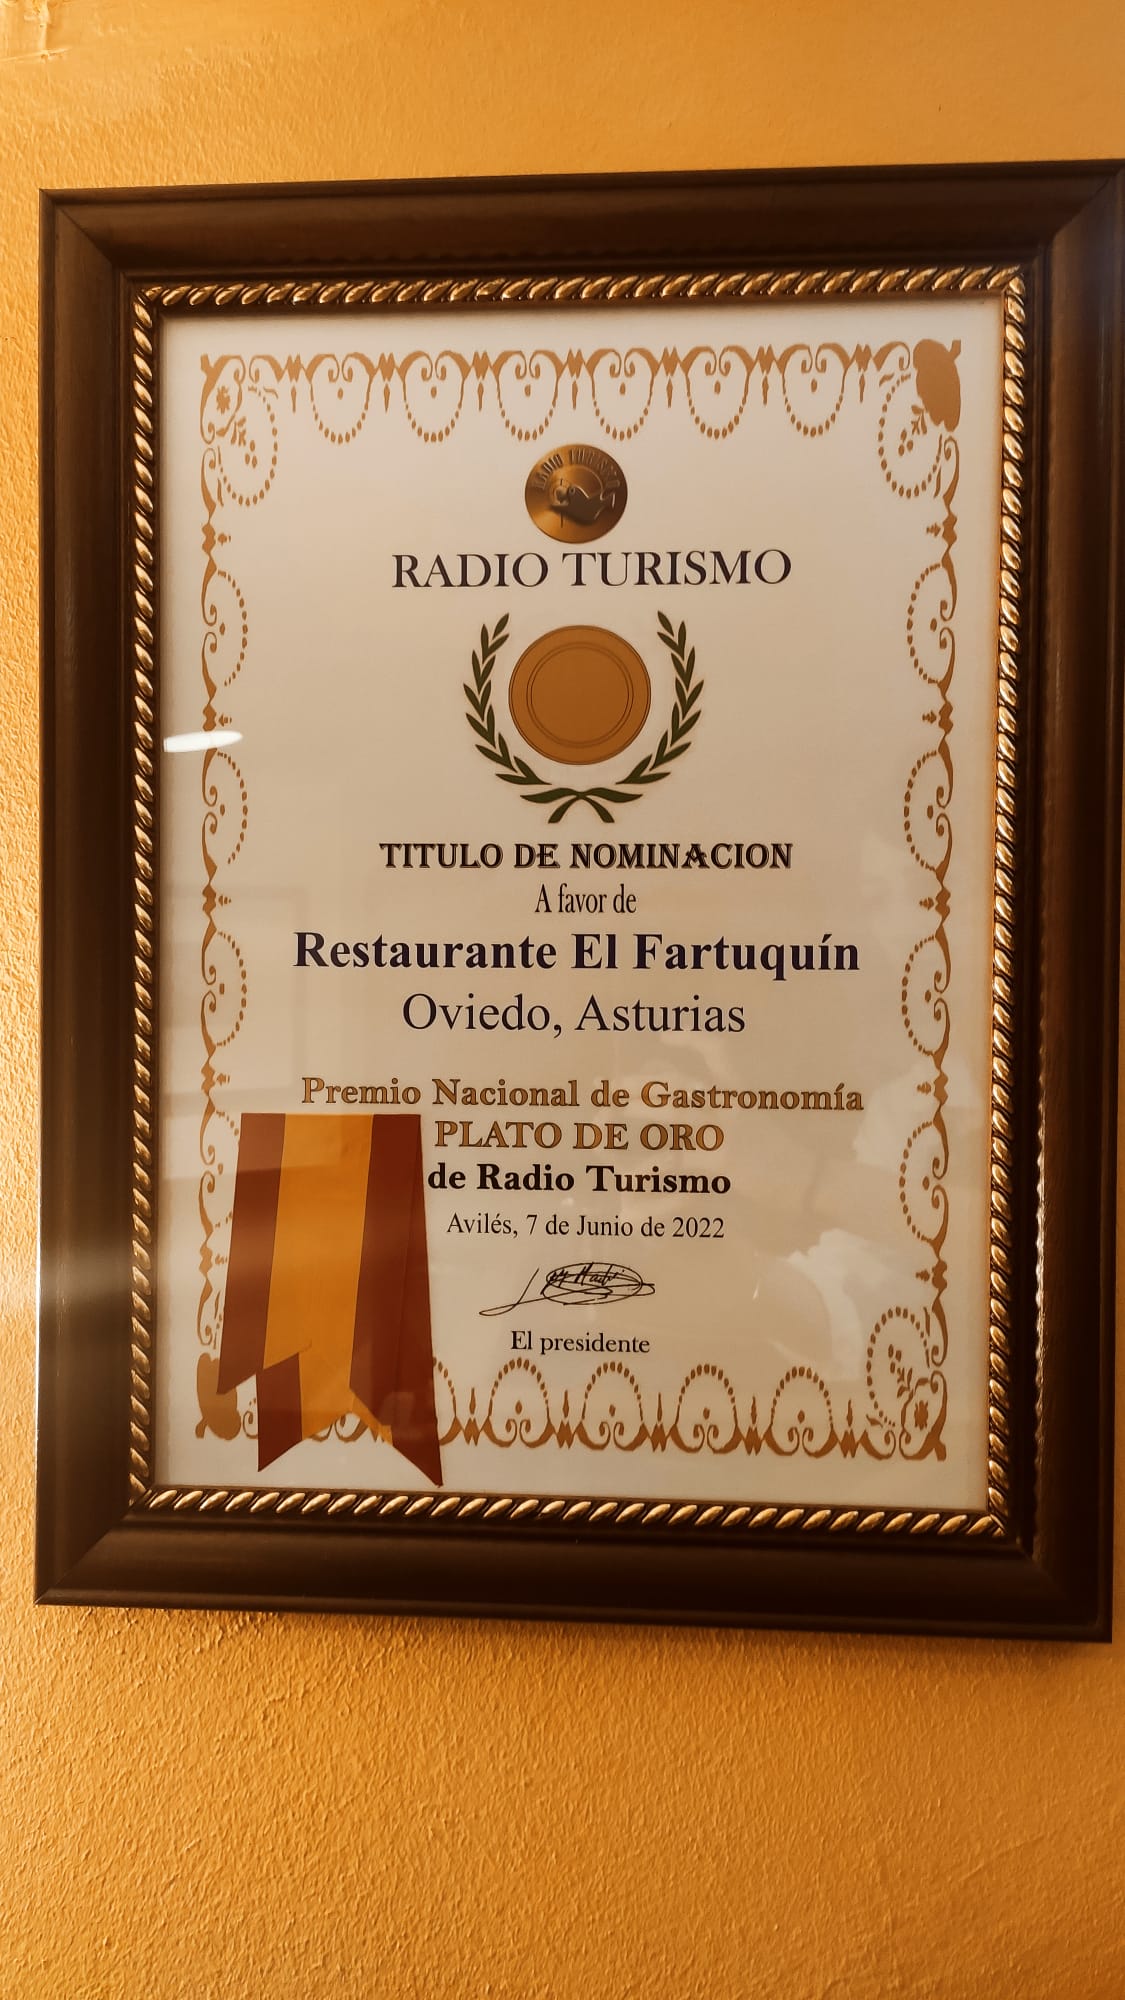 RADIO TURISMO
RADIO TURISMO
TITULO DE NOMINACION
A favor de
Restaurante El Fartuquín
Oviedo, Asturias
Premio Nacional de Gastronomía
PLATO DE ORO
de Radio Turismo
Avilés, 7 de Junio de 2022
El presidente